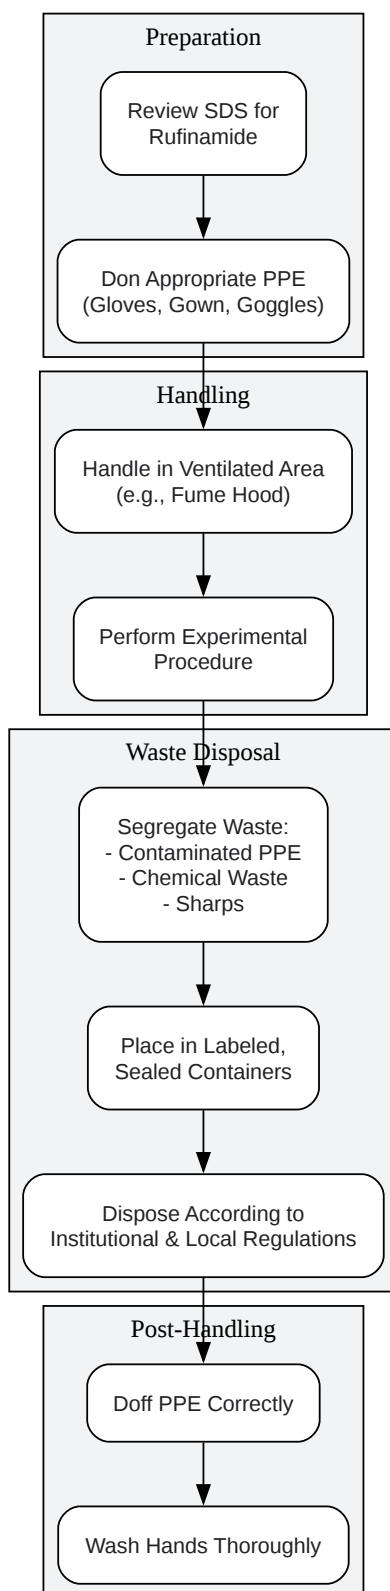 Preparation
Review SDS for
Rufinamide
Don Appropriate PPE
(Gloves, Gown, Goggles)
Handling
Handle in Ventilated Area
(e.g., Fume Hood)
Perform Experimental
Procedure
Waste Disposal
Segregate Waste:
- Contaminated PPE
- Chemical Waste
- Sharps
Place in Labeled,
Sealed Containers
Dispose According to
Institutional & Local Regulations
Post-Handling
Doff PPE Correctly
Wash Hands Thoroughly